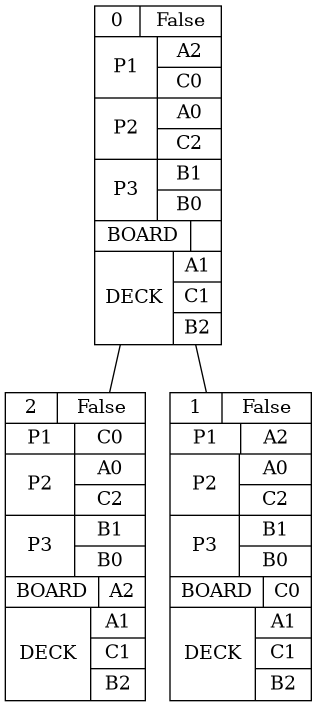 0 False
P1 A2
C0
P2 A0
C2
P3 B1
B0
BOARD
DECK A1
C1
B2
2 False
P1 C0
P2 A0
C2
P3 B1
B0
BOARD A2
DECK A1
C1
B2
1 False
P1 A2
P2 A0
C2
P3 B1
B0
BOARD C0
DECK A1
C1
B2